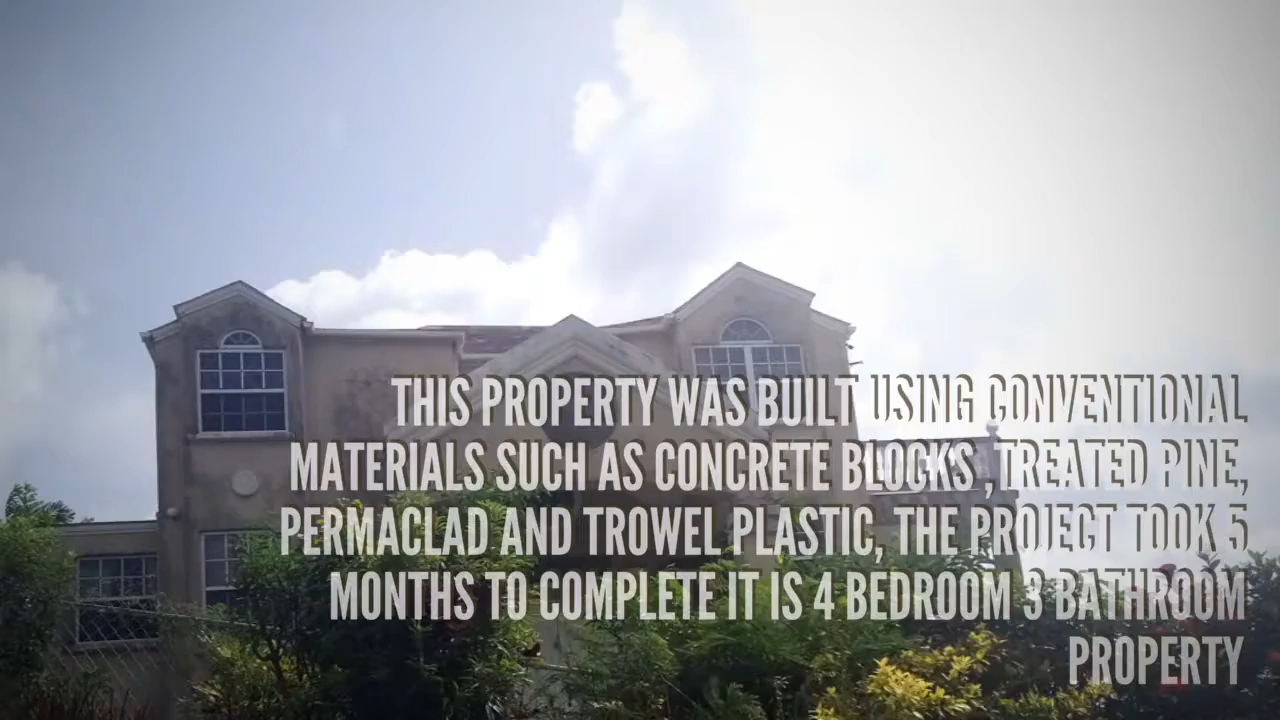 THIS PROPERTY WAS BUILT USING CONVENTIONAL
MATERIALS SUCH AS CONCRETE BLOCKS , TREATED PINE,
PERMACLAD AND TROWEL PLASTIC, THE PROJECT TOOK 5
MONTHS TO COMPLETE IT IS 4 BEDROOM 3 BATHROOM
PROPERTY